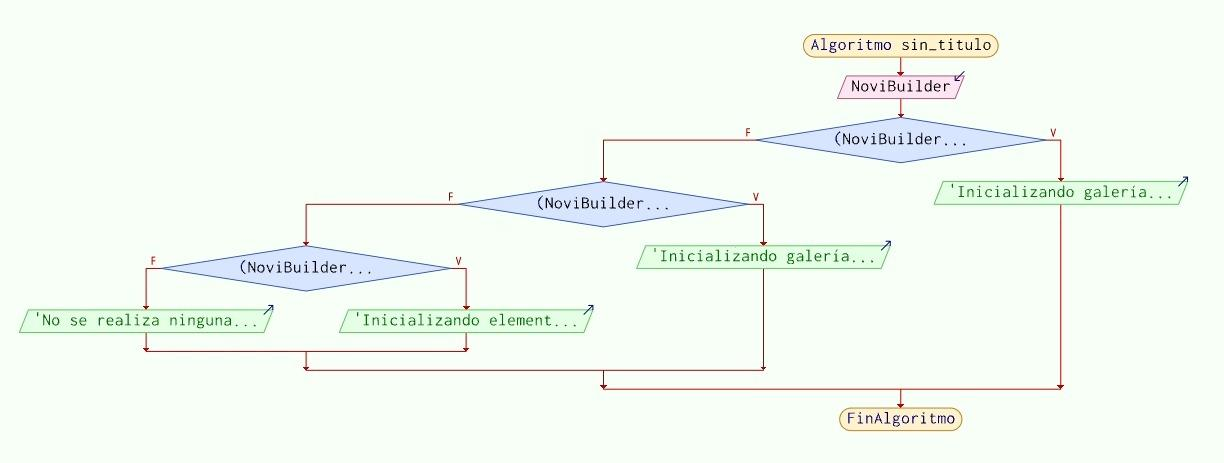 Algoritmo sin_titulo
NoviBuilder
(NoviBuilder...
F
V
'Inicializando galería...
(NoviBuilder...
F
V
'Inicializando galería...
(NoviBuilder...
F
V
'No se realiza ninguna...
'Inicializando element...
FinAlgoritmo